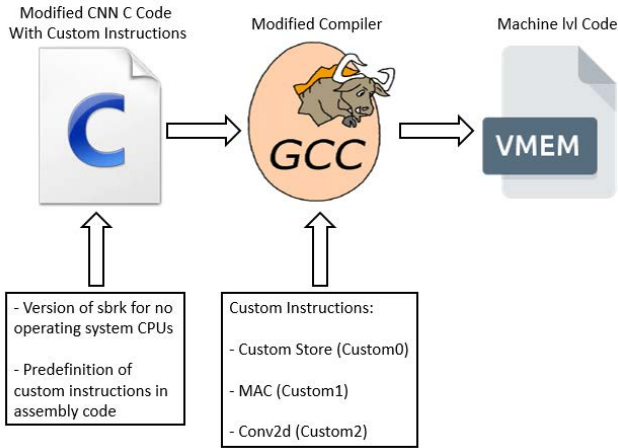 Modified CNN C Code
With Custom Instructions
Modified Compiler
Machine lvl Code
C
GCC
VMEM
- Version of sbrk for no
operating system CPUs
- Predefinition of
custom instructions in
assembly code
Custom Instructions:
- Custom Store (Custom0)
- MAC (Custom1)
- Conv2d (Custom2)